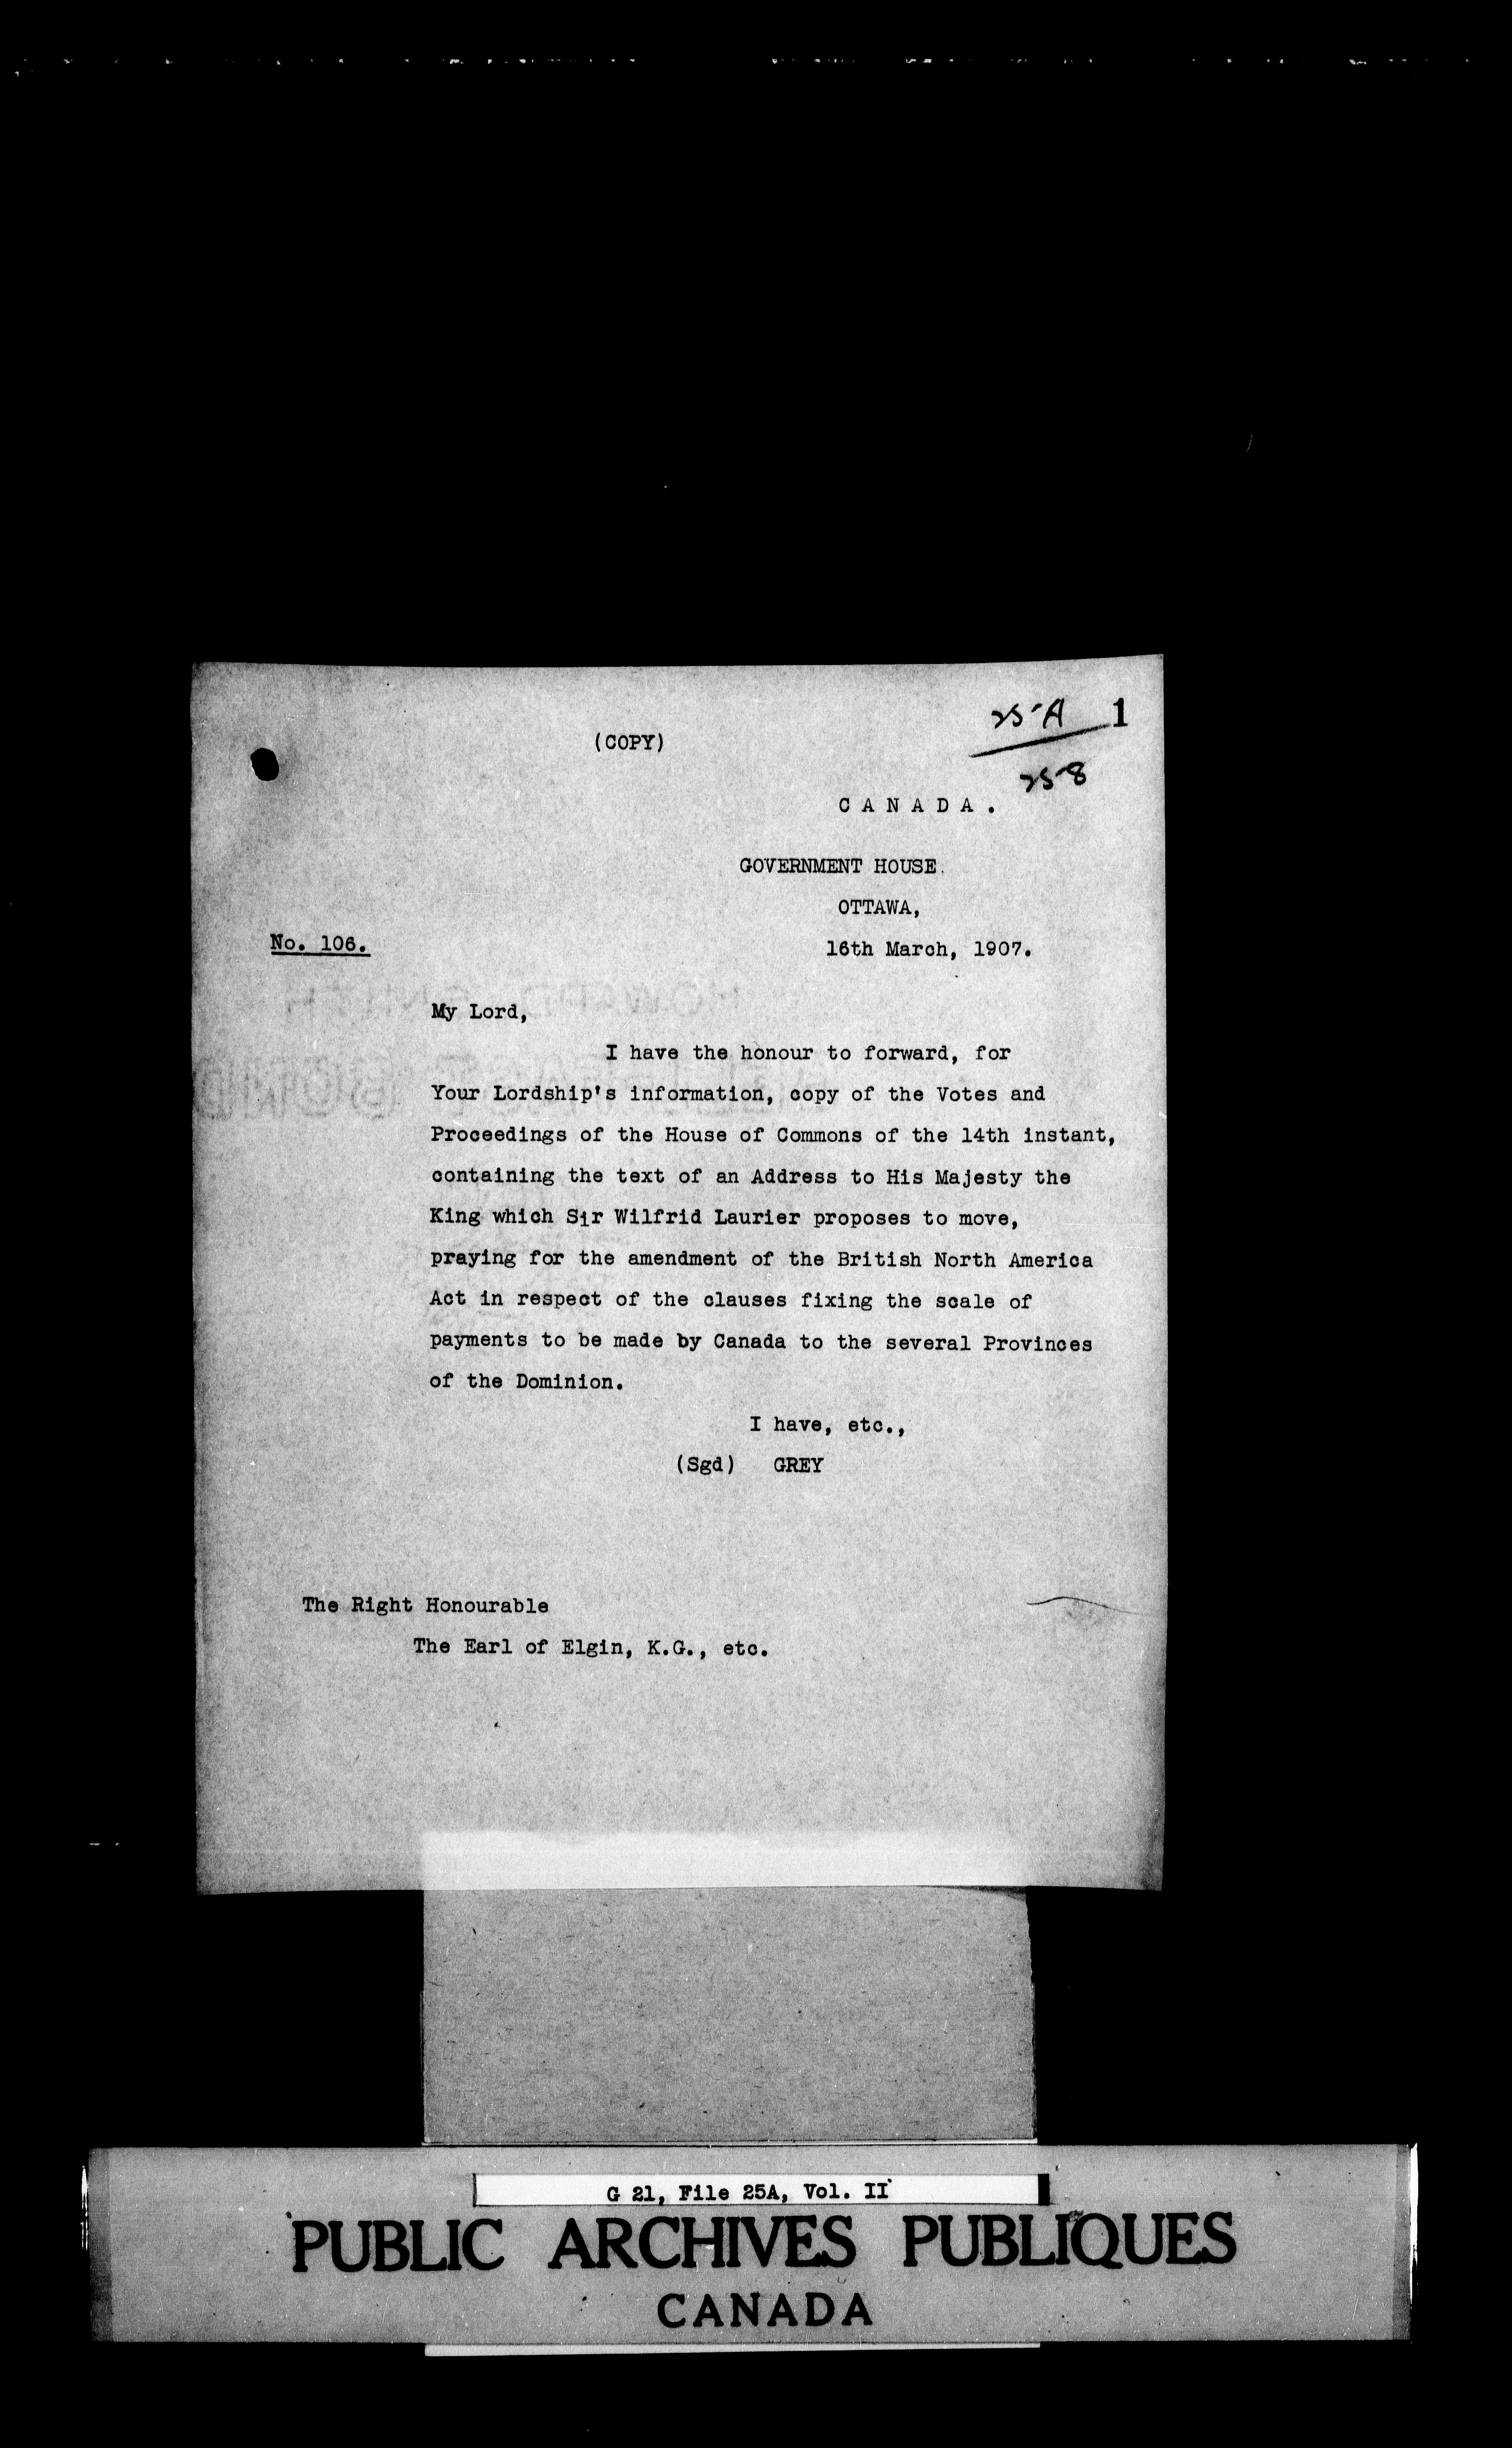 25A 1
258
(COPY)
C A N A D A .
GOVERNMENT HOUSE.
OTTAWA,
No. 106.
16th March, 1907.
My Lord,
I have the honour to forward, for
Your Lordship's information, copy of the Votes and
Proceedings of the House of Commons of the 14th instant,
containing the text of an Address to His Majesty the
King which Sir Wilfrid Laurier proposes to move,
praying for the amendment of the British North America
Act in respect of the clauses fixing the scale of
payments to be made by Canada to the several Provinces
of the Dominion.
I have, etc.,
(Sgd) GREY
The Right Honourable
The Earl of Elgin, K.G., etc.
G 21, File 25A, Vol. II
PUBLIC ARCHIVES PUBLIQUES
CANADA